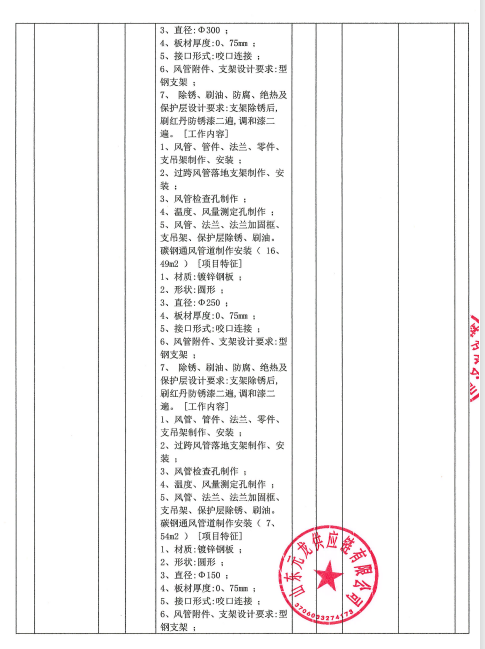 3、直径:Φ300 ;
4、板材厚度:0、75mm ;
5、接口形式:咬口连接 ;
6、风管附件、支架设计要求:型
钢支架 ;
7、 除锈、刷油、防腐、绝热及
保护层设计要求:支架除锈后,
刷红丹防锈漆二遍,调和漆二
遍。 [工作内容]
1、风管、管件、法兰、零件、
支吊架制作、安装 ;
2、过跨风管落地支架制作、安
装 ;
3、风管检查孔制作 ;
4、温度、风量测定孔制作 ;
5、风管、法兰、法兰加固框、
支吊架、保护层除锈、刷油。
碳钢通风管道制作安装（ 16、
49m2 ） [项目特征]
1、材质:镀锌钢板 ;
2、形状:圆形 ;
3、直径:Φ250 ;
4、板材厚度:0、75mm ;
5、接口形式:咬口连接 ;
6、风管附件、支架设计要求:型
钢支架 ;
7、 除锈、刷油、防腐、绝热及
保护层设计要求:支架除锈后,
刷红丹防锈漆二遍,调和漆二
遍。 [工作内容]
1、风管、管件、法兰、零件、
支吊架制作、安装 ;
2、过跨风管落地支架制作、安
装 ;
3、风管检查孔制作 ;
4、温度、风量测定孔制作 ;
5、风管、法兰、法兰加固框、
支吊架、保护层除锈、刷油。
碳钢通风管道制作安装（ 7、
54m2 ） [项目特征]
1、材质:镀锌钢板 ;
2、形状:圆形 ;
3、直径:Φ150 ;
4、板材厚度:0、75mm ;
5、接口形式:咬口连接 ;
6、风管附件、支架设计要求:型
钢支架 ;
山东元龙供应链有限公司
3706033274173